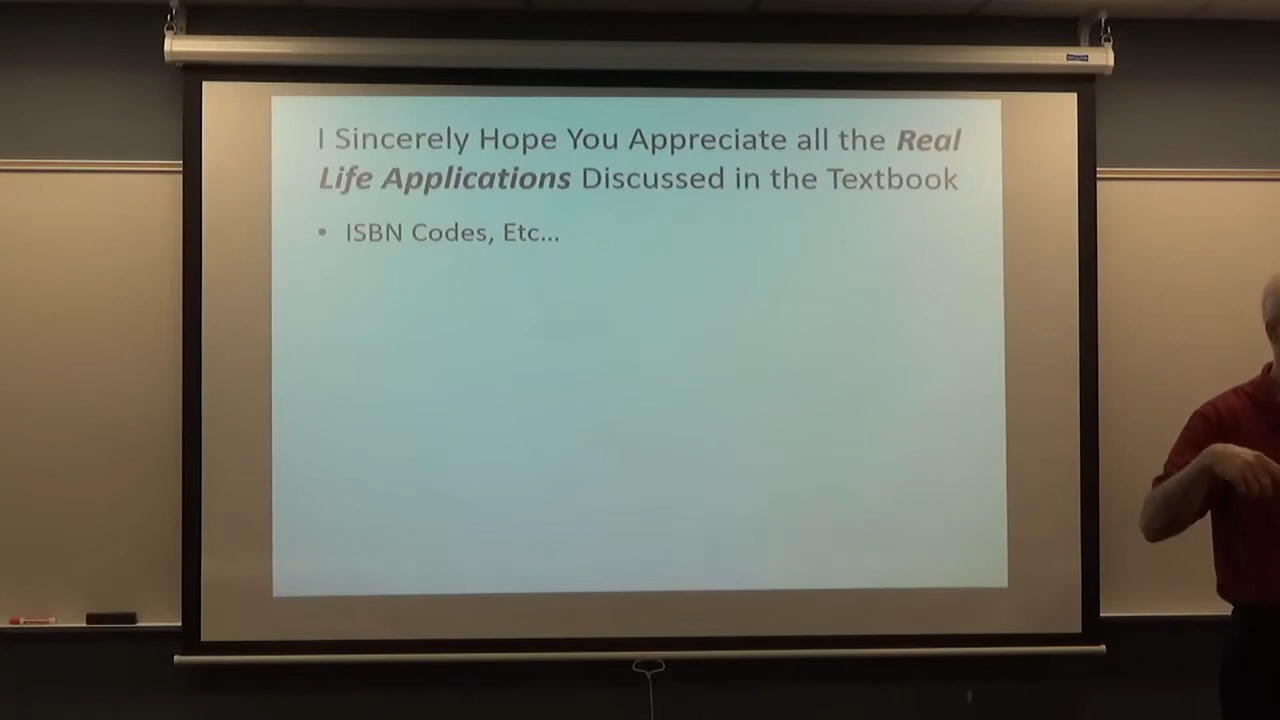 I Sincerely Hope You Appreciate all the Real
Life Applications Discussed in the Textbook
• ISBN Codes, Etc...